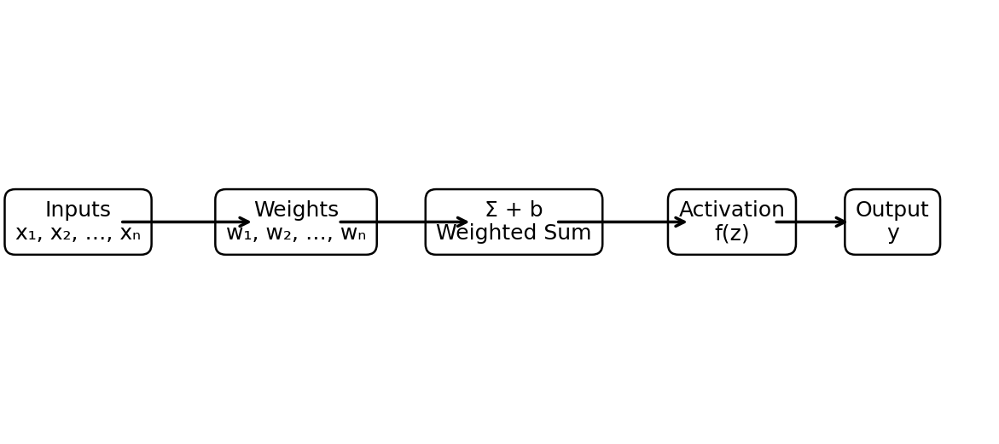 Inputs
x₁, x₂, …, xₙ
Weights
w₁, w₂, …, wₙ
Σ + b
Weighted Sum
Activation
f(z)
Output
y